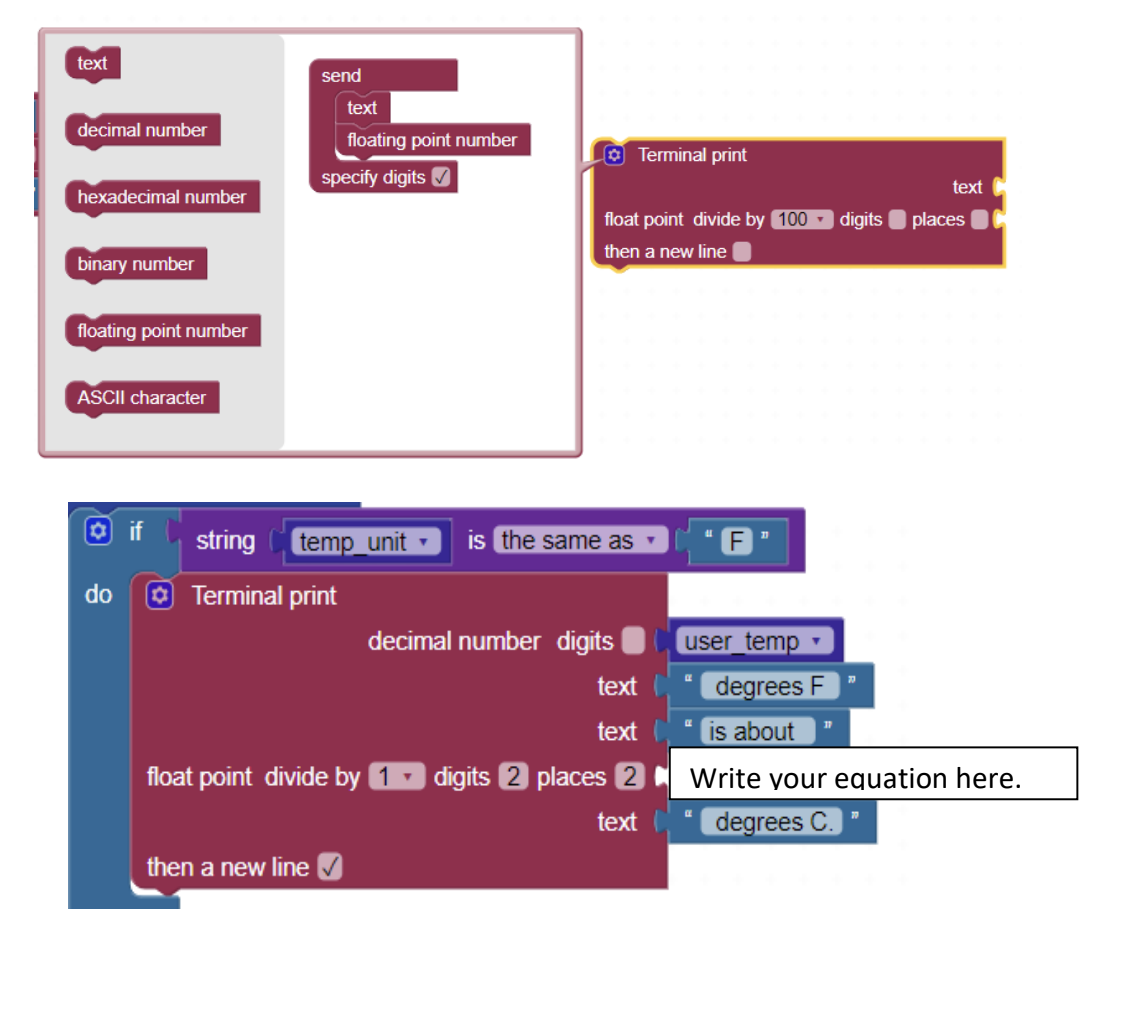 text
decimal number
hexadecimal number
binary number
floating point number
ASCII character
send
text
floating point number
specify digits
Terminal print
text
float point divide by 100 digits places
then a new line
if string temp_unit is the same as “ F ”
do Terminal print
decimal number digits user_temp
text “ degrees F ”
text “ is about ”
float point divide by 1 digits 2 places 2 Write your equation here.
text “ degrees C. ”
then a new line